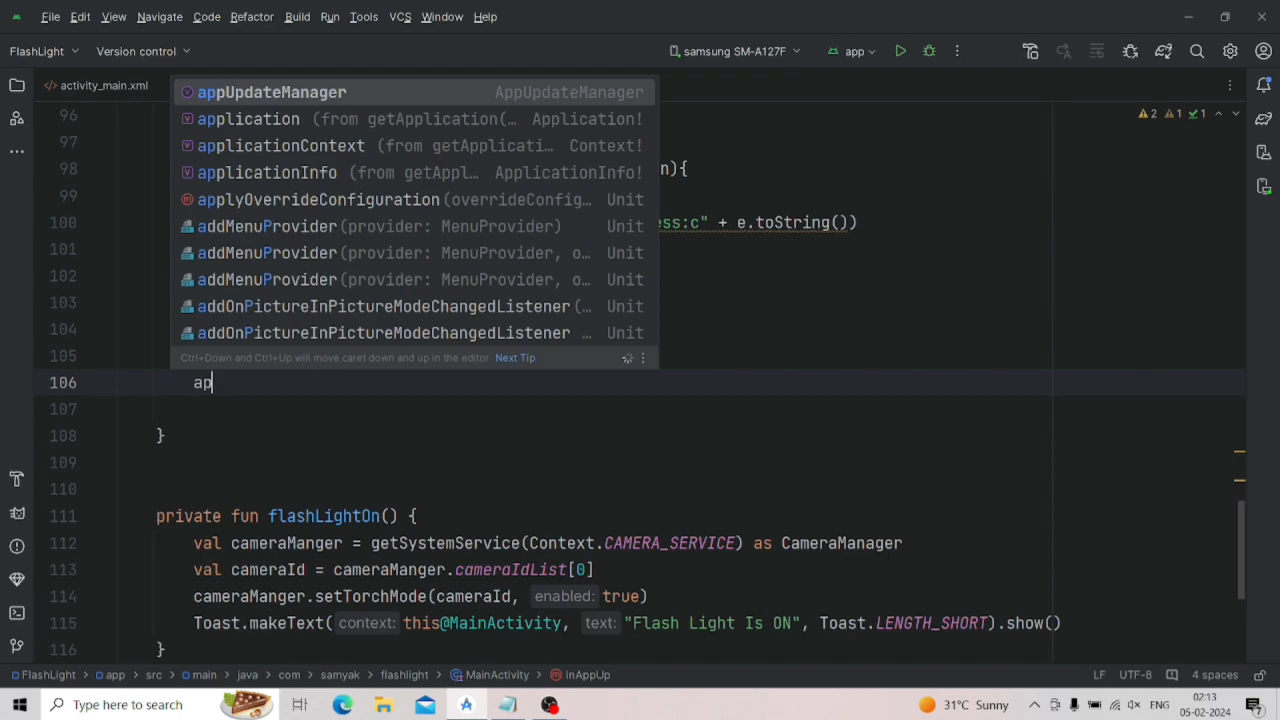 File Edit View Navigate Code Refactor Build Run Tools VCS Window Help
FlashLight Version control samsung SM-A127F app
activity_main.xml
appUpdateManager AppUpdateManager
96 application (from getApplication(… Application! 2 1 1
97 applicationContext (from getApplicati… Context!
98 applicationInfo (from getAppl… ApplicationInfo! n){
99 applyOverrideConfiguration(overrideConfig… Unit
100 addMenuProvider(provider: MenuProvider) Unit ess:c" + e.toString())
101 addMenuProvider(provider: MenuProvider, o… Unit
102 addMenuProvider(provider: MenuProvider, o… Unit
103 addOnPictureInPictureModeChangedListener(… Unit
104 addOnPictureInPictureModeChangedListener … Unit
105 Ctrl+Down and Ctrl+Up will move caret down and up in the editor Next Tip
106 ap
107
108 }
109
110
111 private fun flashLightOn() {
112 val cameraManger = getSystemService(Context.CAMERA_SERVICE) as CameraManager
113 val cameraId = cameraManger.cameraIdList[0]
114 cameraManger.setTorchMode(cameraId, enabled: true)
115 Toast.makeText( context: this@MainActivity, text: "Flash Light Is ON", Toast.LENGTH_SHORT).show()
116 }
FlashLight app src main java com samyak flashlight MainActivity inAppUp LF UTF-8 4 spaces
Type here to search 31°C Sunny ENG 02:13 05-02-2024 7